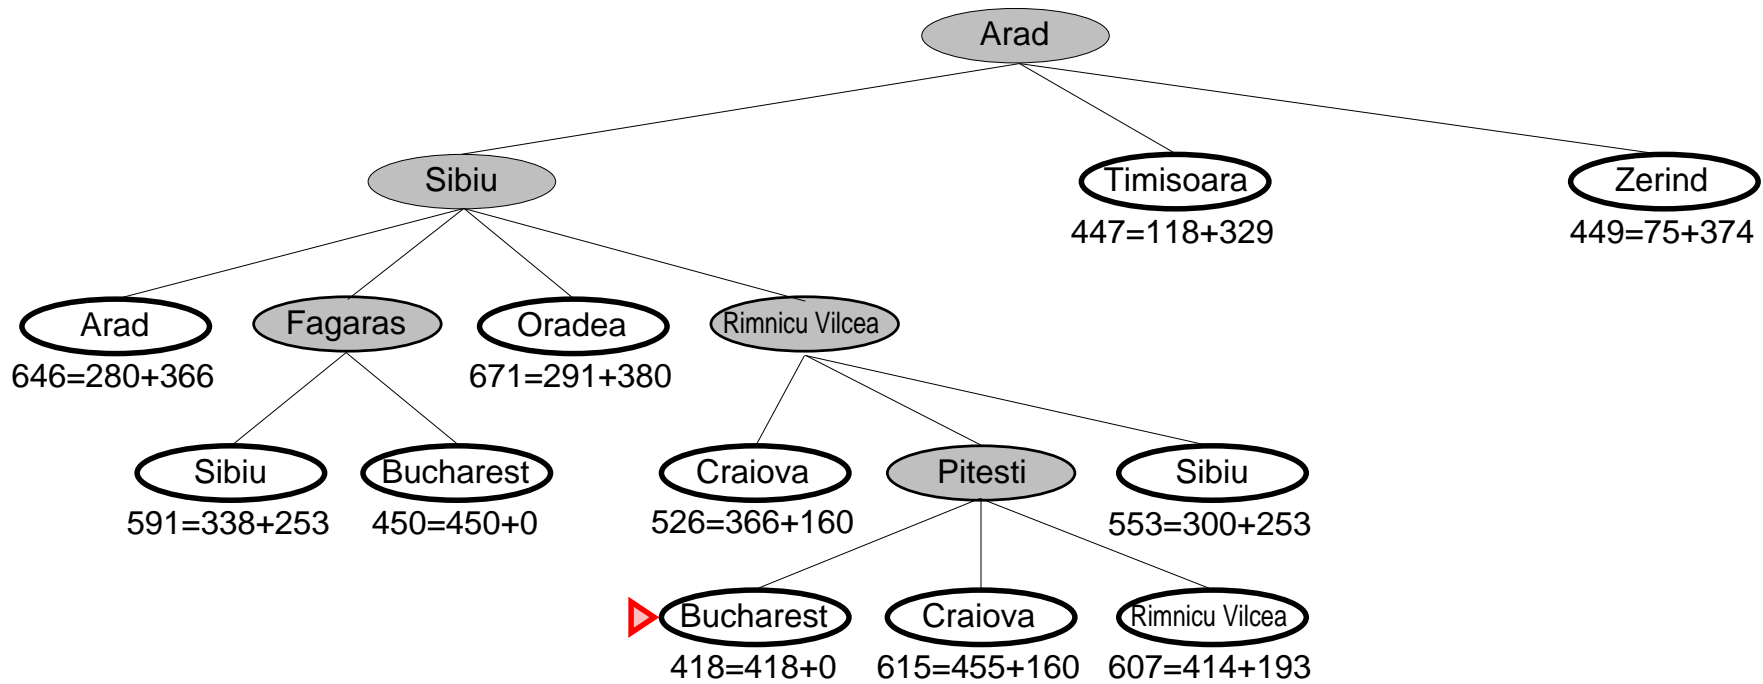 Arad
Sibiu
Timisoara
Zerind
447=118+329
449=75+374
Arad
Fagaras
Oradea
Rimnicu Vilcea
646=280+366
671=291+380
Sibiu
Bucharest
Craiova
Pitesti
Sibiu
591=338+253
450=450+0
526=366+160
553=300+253
Bucharest
Craiova
Rimnicu Vilcea
418=418+0
615=455+160
607=414+193